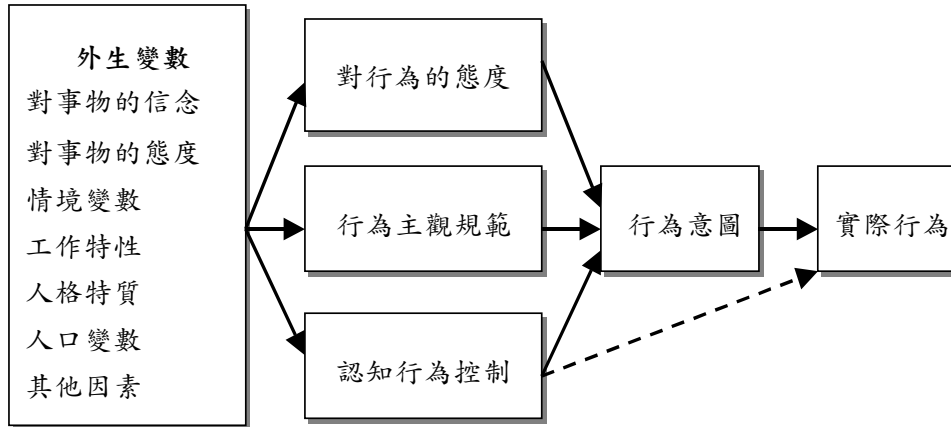 外生變數
對事物的信念
對事物的態度
情境變數
工作特性
人格特質
人口變數
其他因素
對行為的態度
行為主觀規範
認知行為控制
行為意圖
實際行為